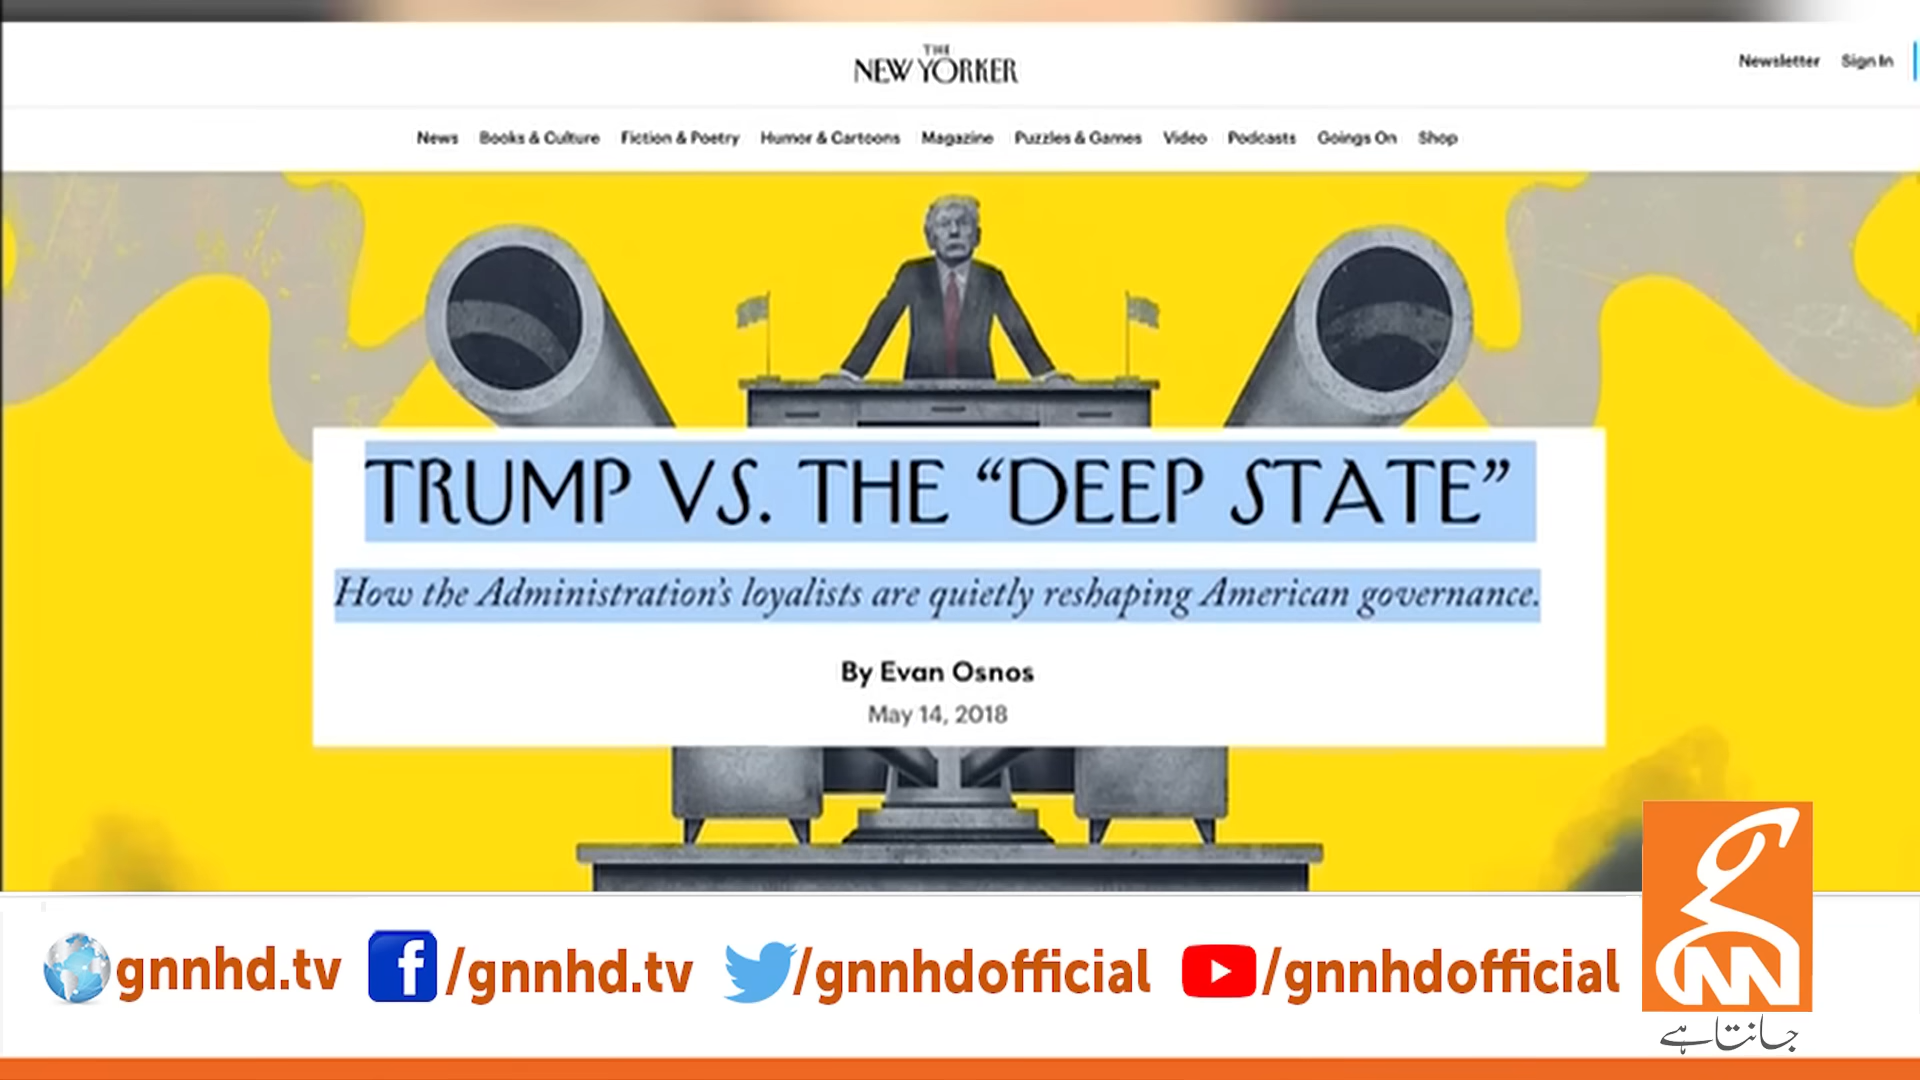 THE
NEW YORKER
Newsletter Sign In
News Books & Culture Fiction & Poetry Humor & Cartoons Magazine Puzzles & Games Video Podcasts Goings On Shop
TRUMP VS. THE “DEEP STATE”
How the Administration’s loyalists are quietly reshaping American governance.
By Evan Osnos
May 14, 2018
gnnhd.tv /gnnhd.tv /gnnhdofficial /gnnhdofficial
GNN
جانتا ہے